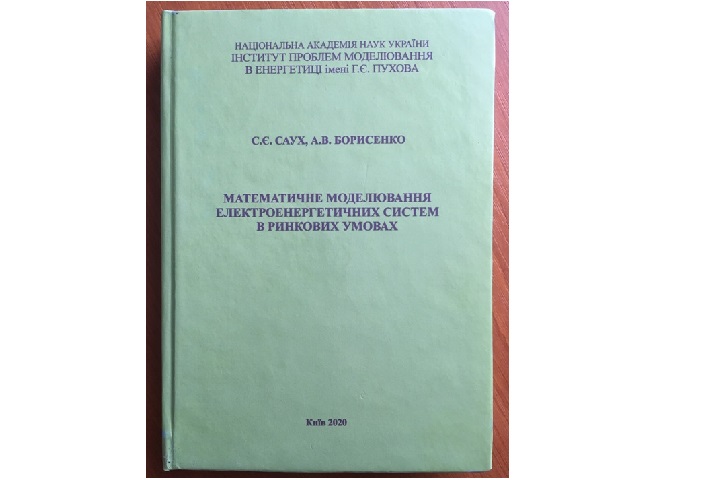 НАЦІОНАЛЬНА АКАДЕМІЯ НАУК УКРАЇНИ
ІНСТИТУТ ПРОБЛЕМ МОДЕЛЮВАННЯ
В ЕНЕРГЕТИЦІ імені Г.Є. ПУХОВА
С.Є. САУХ, А.В. БОРИСЕНКО
МАТЕМАТИЧНЕ МОДЕЛЮВАННЯ
ЕЛЕКТРОЕНЕРГЕТИЧНИХ СИСТЕМ
В РИНКОВИХ УМОВАХ
Київ 2020